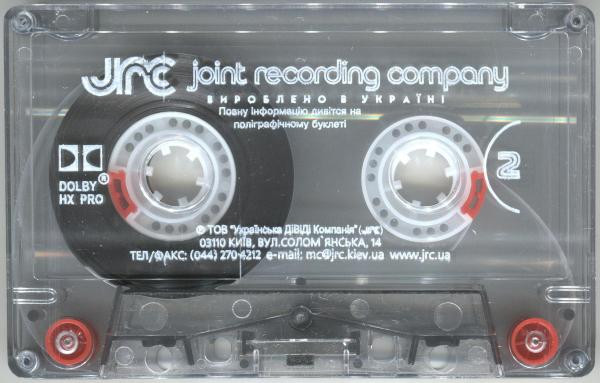 JRC joint recording company
ВИРОБЛЕНО В УКРАЇНІ
Повну інформацію дивітся на
поліграфічному буклеті
DOLBY ®
HX PRO
2
℗ ТОВ "Українська ДіВіДі Компанія" (JRC)
03110 КИЇВ, ВУЛ.СОЛОМ`ЯНСЬКА, 14
ТЕЛ/ФАКС: (044) 270-4212 e-mail: mc@jrc.kiev.ua www.jrc.ua